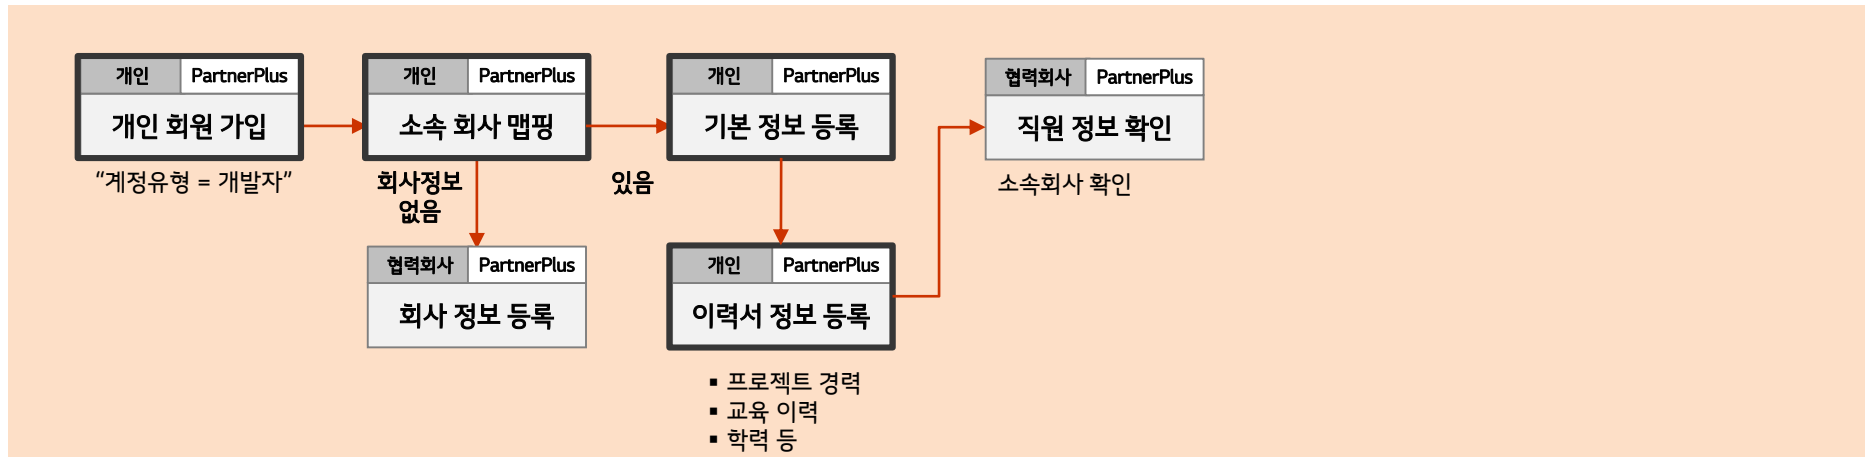 개인 PartnerPlus
개인 회원 가입
“계정유형 = 개발자”
개인 PartnerPlus
소속 회사 맵핑
회사정보
없음
있음
개인 PartnerPlus
기본 정보 등록
협력회사 PartnerPlus
직원 정보 확인
소속회사 확인
협력회사 PartnerPlus
회사 정보 등록
개인 PartnerPlus
이력서 정보 등록
▪ 프로젝트 경력
▪ 교육 이력
▪ 학력 등